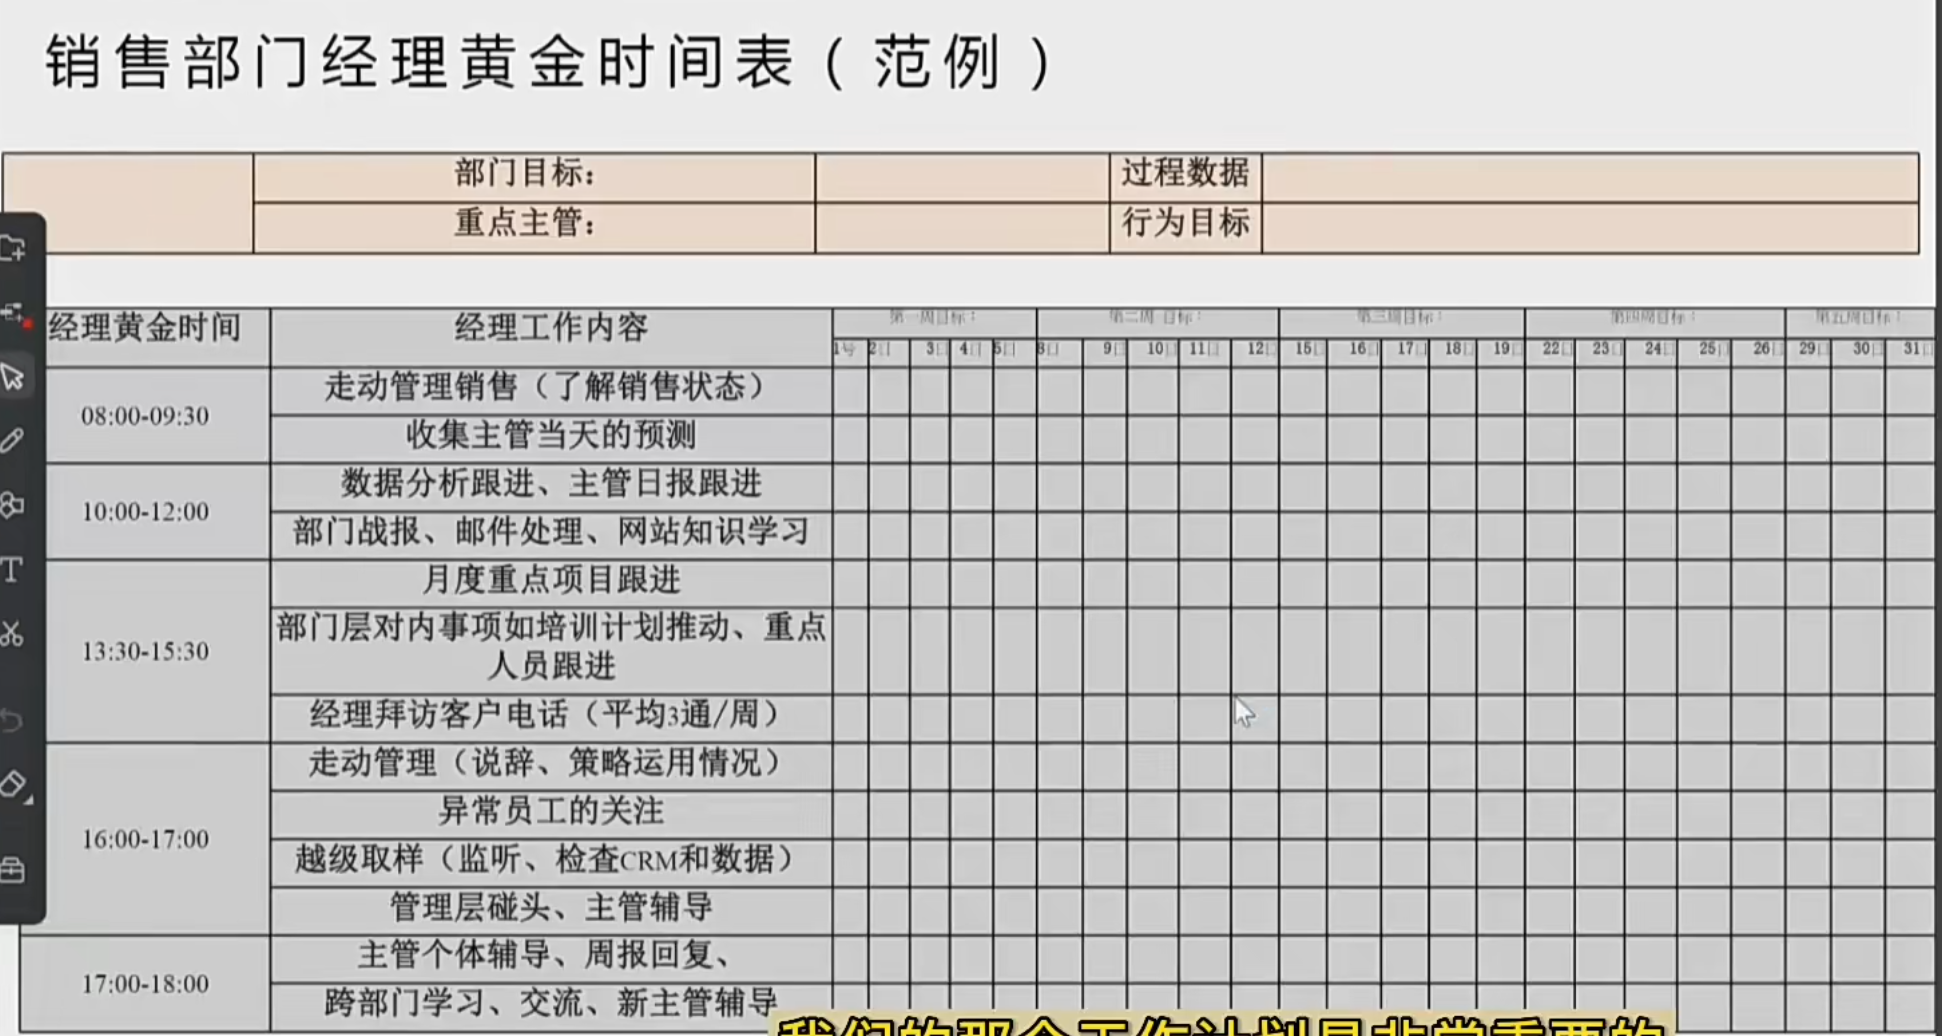 销售部门经理黄金时间表（范例）
部门目标： 过程数据
重点主管： 行为目标
经理黄金时间 经理工作内容 第一周目标： 第二周 目标： 第三周目标： 第四周目标： 第五周目标：
1号 2日 3日 4日 5日 8日 9日 10日 11日 12日 15日 16日 17日 18日 19日 22日 23日 24日 25日 26日 29日 30日 31日
08:00-09:30 走动管理销售（了解销售状态）
收集主管当天的预测
10:00-12:00 数据分析跟进、主管日报跟进
部门战报、邮件处理、网站知识学习
13:30-15:30 月度重点项目跟进
部门层对内事项如培训计划推动、重点
人员跟进
经理拜访客户电话（平均3通/周）
16:00-17:00 走动管理（说辞、策略运用情况）
异常员工的关注
越级取样（监听、检查CRM和数据）
管理层碰头、主管辅导
17:00-18:00 主管个体辅导、周报回复、
跨部门学习、交流、新主管辅导
我们的那个工作计划是非常重要的